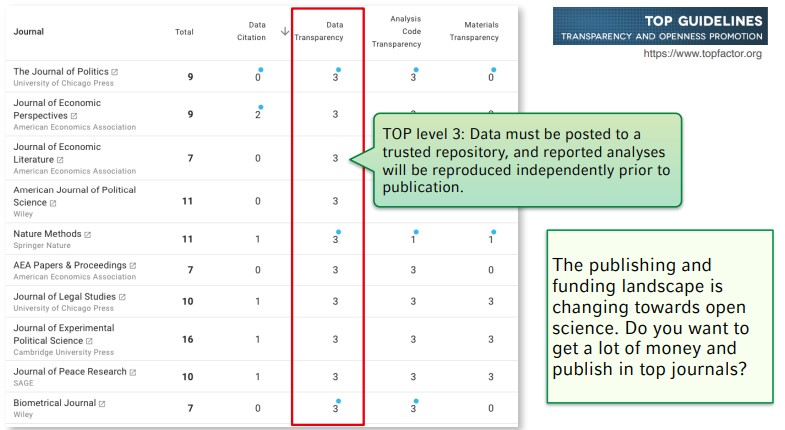 Journal Total Data Citation Data Transparency Analysis Code Transparency Materials Transparency
The Journal of Politics 9 0 3 3 0
University of Chicago Press
Journal of Economic
Perspectives 9 2 3
American Economics Association
Journal of Economic
Literature 7 0 3
American Economics Association
American Journal of Political
Science 11 0 3
Wiley
Nature Methods 11 1 3 1 1
Springer Nature
AEA Papers & Proceedings 7 0 3 3 0
American Economics Association
Journal of Legal Studies 10 1 3 3 3
University of Chicago Press
Journal of Experimental
Political Science 16 1 3 3 3
Cambridge University Press
Journal of Peace Research 10 1 3 3 3
SAGE
Biometrical Journal 7 0 3 3 0
Wiley
TOP GUIDELINES
TRANSPARENCY AND OPENNESS PROMOTION
https://www.topfactor.org
TOP level 3: Data must be posted to a
trusted repository, and reported analyses
will be reproduced independently prior to
publication.
The publishing and
funding landscape is
changing towards open
science. Do you want to
get a lot of money and
publish in top journals?